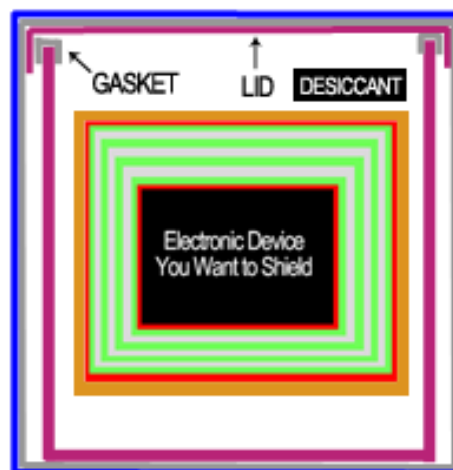 GASKET
LID
DESICCANT
Electronic Device
You Want to Shield